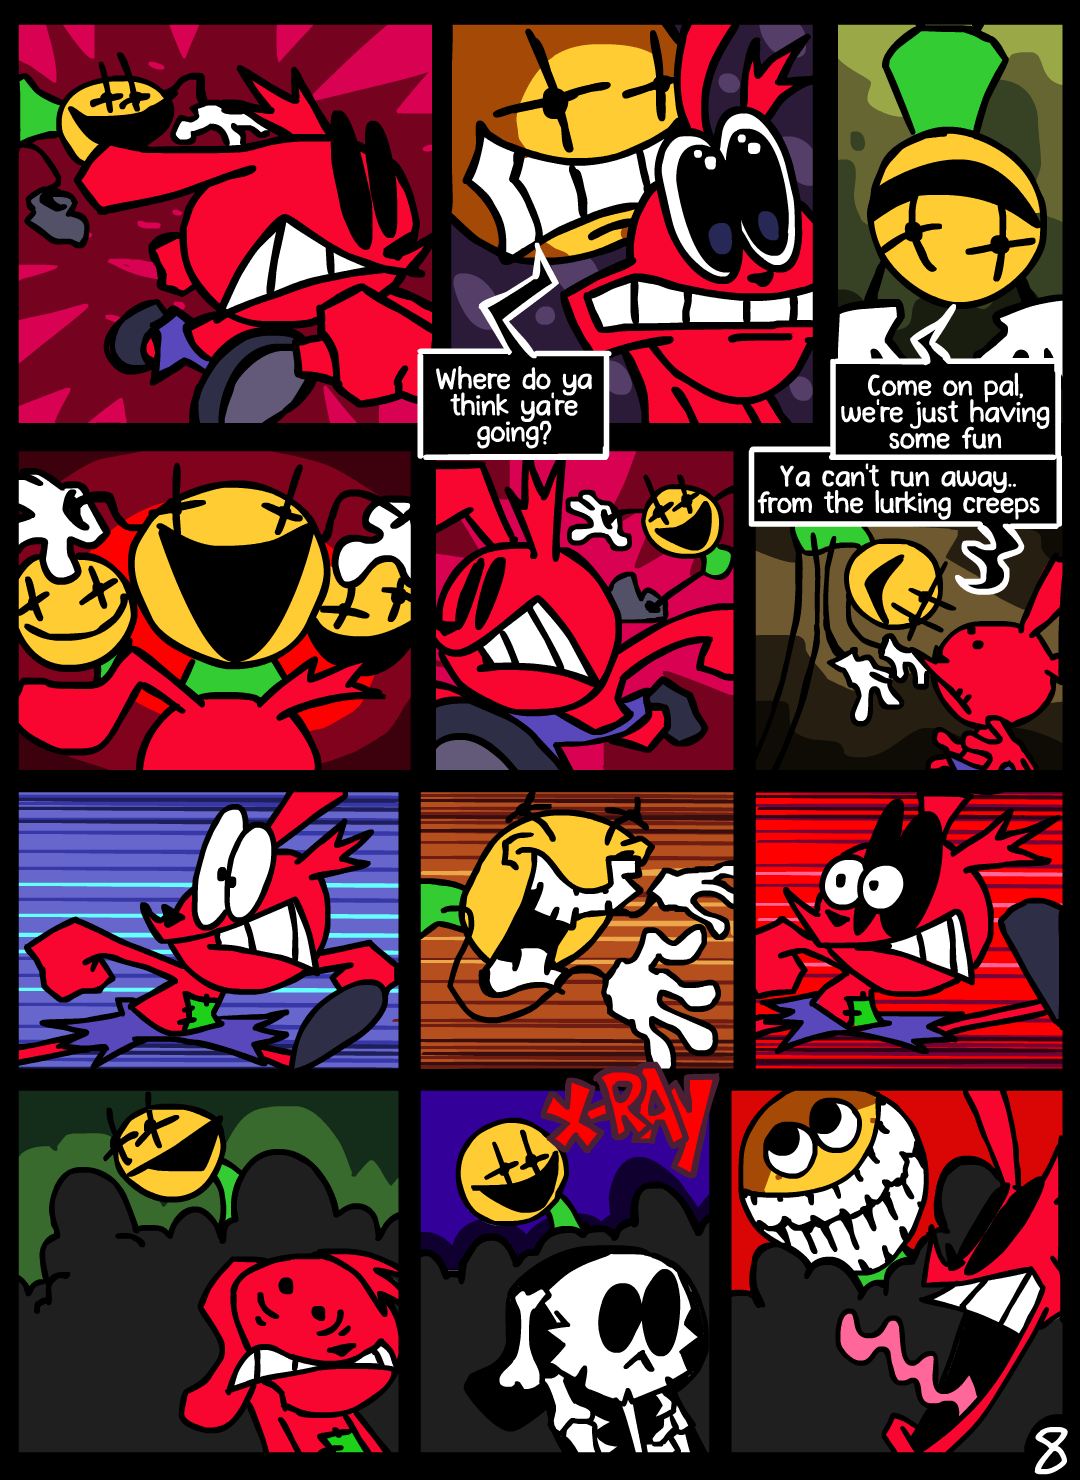 Where do ya
think ya're
going?
Come on pal,
we're just having
some fun
Ya can't run away..
from the lurking creeps
X-RAY
8